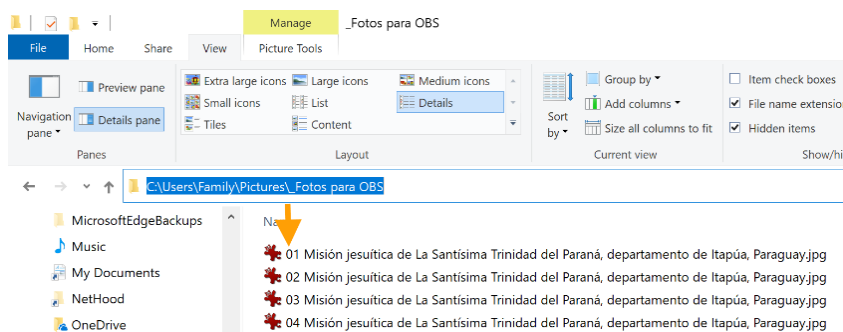 Manage _Fotos para OBS
File Home Share View Picture Tools
Preview pane
Navigation pane
Details pane
Panes
Extra large icons Large icons Medium icons
Small icons List Details
Tiles Content
Layout
Sort by
Group by
Add columns
Size all columns to fit
Current view
Item check boxes
File name extensio
Hidden items
Show/hi
C:\Users\Family\Pictures\_Fotos para OBS
MicrosoftEdgeBackups
Music
My Documents
NetHood
OneDrive
Na
01 Misión jesuítica de La Santísima Trinidad del Paraná, departamento de Itapúa, Paraguay.jpg
02 Misión jesuítica de La Santísima Trinidad del Paraná, departamento de Itapúa, Paraguay.jpg
03 Misión jesuítica de La Santísima Trinidad del Paraná, departamento de Itapúa, Paraguay.jpg
04 Misión jesuítica de La Santísima Trinidad del Paraná, departamento de Itapúa, Paraguay.jpg